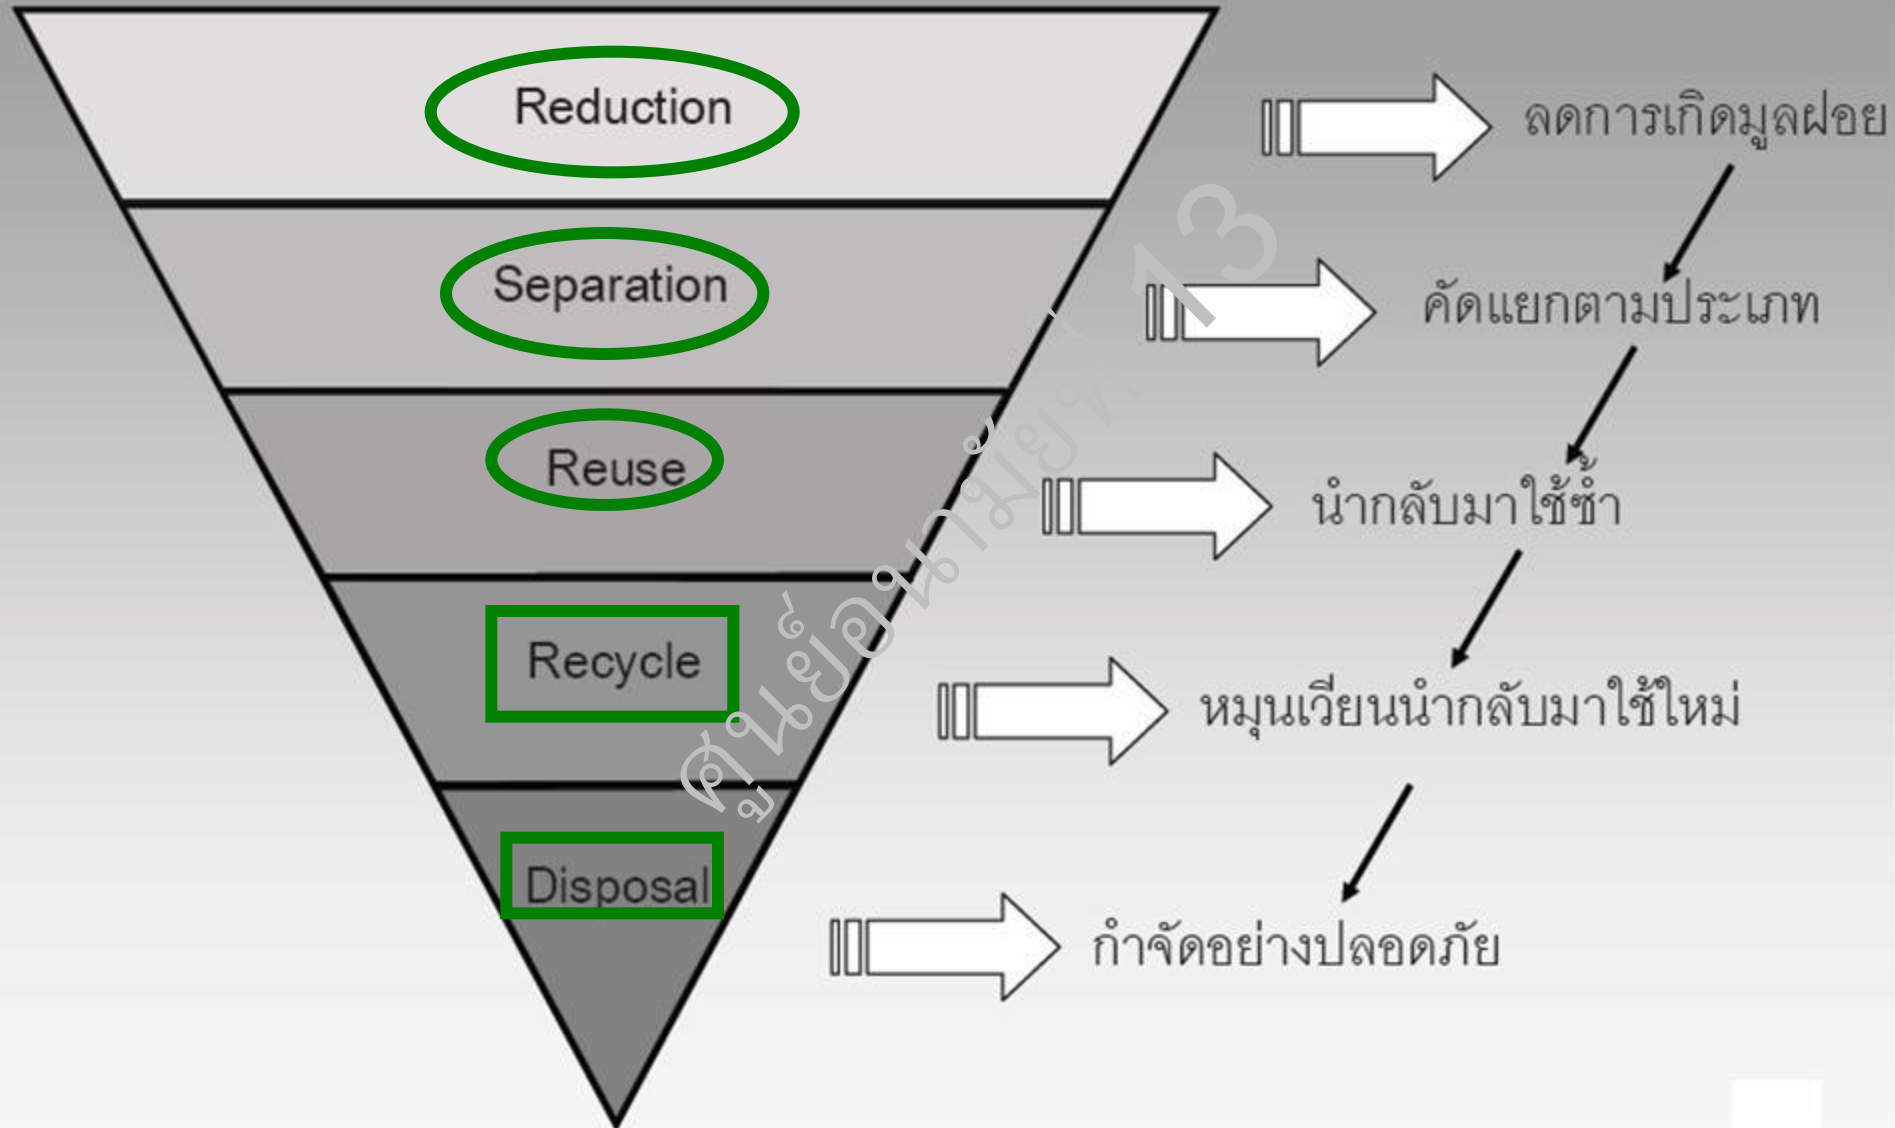 Reduction
ลดการเกิดมูลฝอย
Separation
คัดแยกตามประเภท
Reuse
นำกลับมาใช้ซ้ำ
Recycle
หมุนเวียนนำกลับมาใช้ใหม่
Disposal
กำจัดอย่างปลอดภัย
ศูนย์อนามัยที่ 13